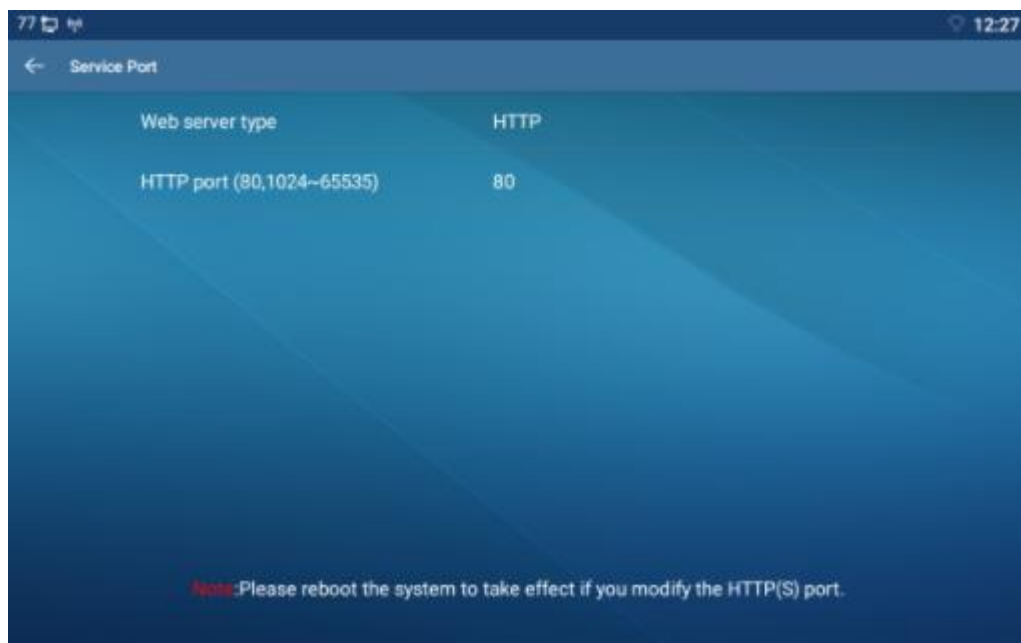 77 12:27
Service Port
Web server type HTTP
HTTP port (80,1024~65535) 80
Note:Please reboot the system to take effect if you modify the HTTP(S) port.